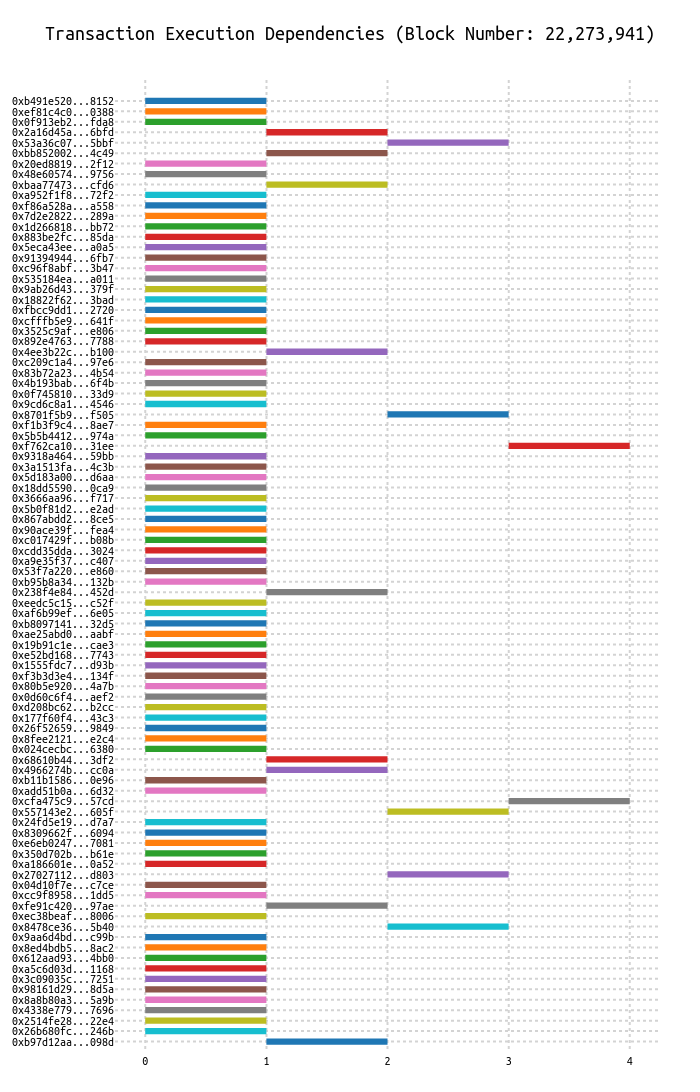 Transaction Execution Dependencies (Block Number: 22,273,941)
0xb491e520...8152
0xef81c4c0...0388
0x0f913eb2...fda8
0x2a16d45a...6bfd
0x53a36c07...5bbf
0xbb852002...4c49
0x20ed8819...2f12
0x48e60574...9756
0xbaa77473...cfd6
0xa952f1f8...72f2
0xf86a528a...a558
0x7d2e2822...289a
0x1d266818...bb72
0x883be2fc...85da
0x5eca43ee...a0a5
0x91394944...6fb7
0xc96f8abf...3b47
0x535184ea...a011
0x9ab26d43...379f
0x18822f62...3bad
0xfbcc9dd1...2720
0xcfffb5e9...641f
0x3525c9af...e806
0x892e4763...7788
0x4ee3b22c...b100
0xc209c1a4...97e6
0x83b72a23...4b54
0x4b193bab...6f4b
0x0f745810...33d9
0x9cd6c8a1...4546
0x8701f5b9...f505
0xf1b3f9c4...8ae7
0x5b5b4412...974a
0xf762ca10...31ee
0x9318a464...59bb
0x3a1513fa...4c3b
0x5d183a00...d6aa
0x18dd5590...0ca9
0x3666aa96...f717
0x5b0f81d2...e2ad
0x867abdd2...8ce5
0x90ace39f...fea4
0xc017429f...b08b
0xcdd35dda...3024
0xa9e35f37...c407
0x53f7a220...e860
0xb95b8a34...132b
0x238f4e84...452d
0xeedc5c15...c52f
0xaf6b99ef...6e05
0xb8097141...32d5
0xae25abd0...aabf
0x19b91c1e...cae3
0xe52bd168...7743
0x1555fdc7...d93b
0xf3b3d3e4...134f
0x80b5e920...4a7b
0x0d60c6f4...aef2
0xd208bc62...b2cc
0x177f60f4...43c3
0x26f52659...9849
0x8fee2121...e2c4
0x024cecbc...6380
0x68610b44...3df2
0x4966274b...cc0a
0xb11b1586...0e96
0xadd51b0a...6d32
0xcfa475c9...57cd
0x557143e2...605f
0x24fd5e19...d7a7
0x8309662f...6094
0xe6eb0247...7081
0x350d702b...b61e
0xa186601e...0a52
0x27027112...d803
0x04d10f7e...c7ce
0xcc9f8958...1dd5
0xfe91c420...97ae
0xec38beaf...8006
0x8478ce36...5b40
0x9aa6d4bd...c99b
0x8ed4bdb5...8ac2
0x612aad93...4bb0
0xa5c6d03d...1168
0x3c09035c...7251
0x98161d29...8d5a
0x8a8b80a3...5a9b
0x4338e779...7696
0x2514fe28...22e4
0x26b680fc...246b
0xb97d12aa...098d
0 1 2 3 4